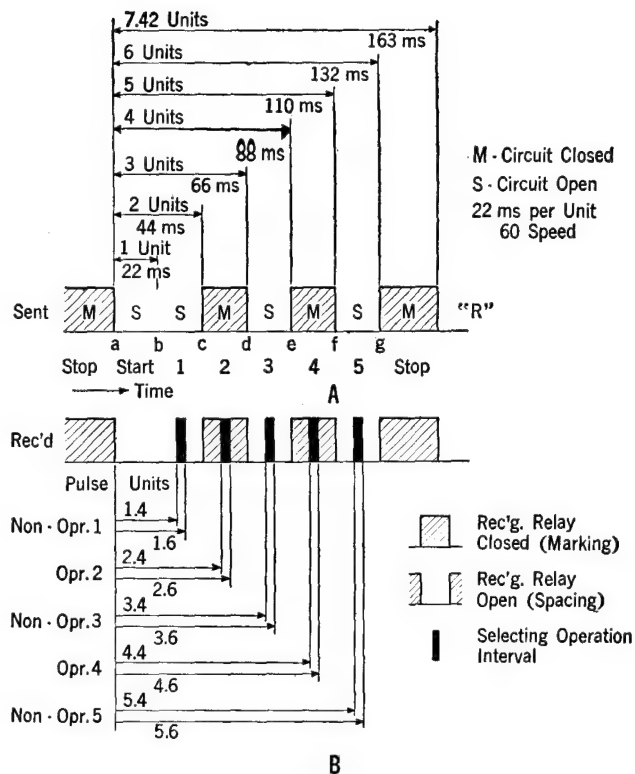 7.42 Units
163 ms
6 Units
132 ms
5 Units
110 ms
4 Units
88 ms
3 Units
66 ms
2 Units
44 ms
1 Unit
22 ms
M - Circuit Closed
S - Circuit Open
22 ms per Unit
60 Speed
Sent M S S M S M S M "R"
a b c d e f g
Stop Start 1 2 3 4 5 Stop
Time
A
Rec'd
Pulse Units
Non - Opr. 1 1.4
1.6
Opr. 2 2.4
2.6
Non - Opr. 3 3.4
3.6
Opr. 4 4.4
4.6
Non - Opr. 5 5.4
5.6
Rec'g. Relay
Closed (Marking)
Rec'g. Relay
Open (Spacing)
Selecting Operation
Interval
B